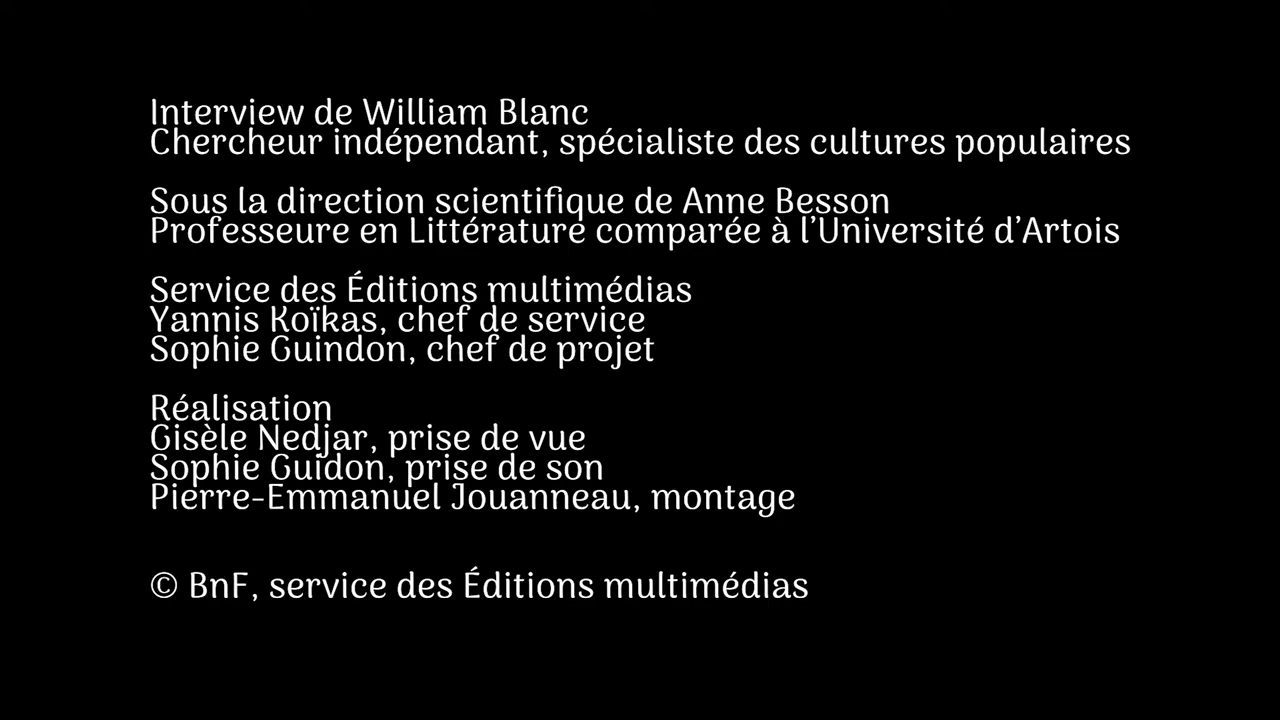 Interview de William Blanc
Chercheur indépendant, spécialiste des cultures populaires
Sous la direction scientifique de Anne Besson
Professeure en Littérature comparée à l’Université d’Artois
Service des Éditions multimédias
Yannis Koïkas, chef de service
Sophie Guindon, chef de projet
Réalisation
Gisèle Nedjar, prise de vue
Sophie Guidon, prise de son
Pierre-Emmanuel Jouanneau, montage
© BnF, service des Éditions multimédias